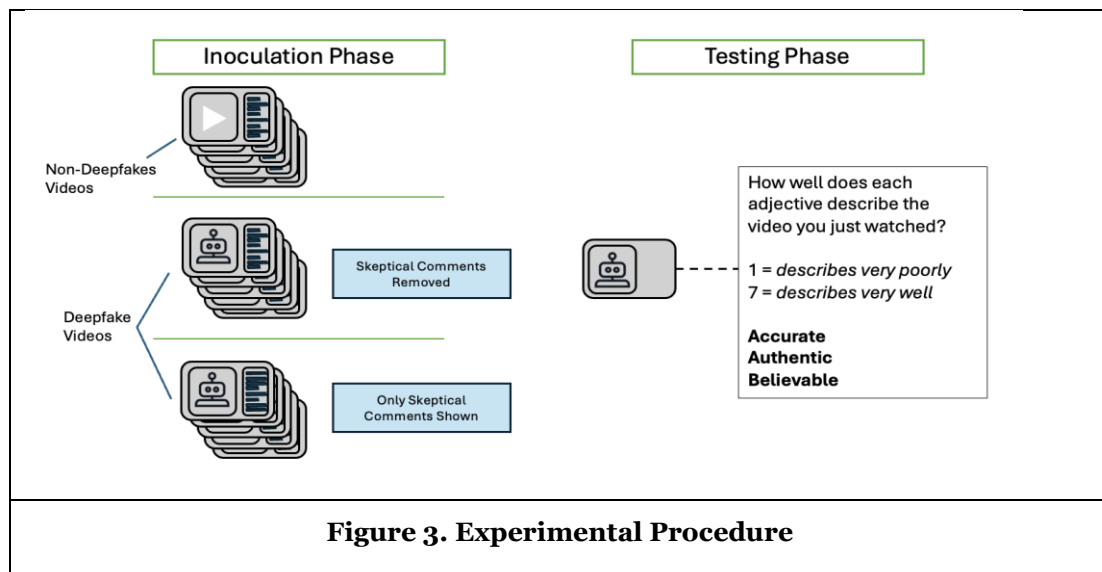 Inoculation Phase
Testing Phase
Non-Deepfakes
Videos
Skeptical Comments
Removed
Deepfake
Videos
Only Skeptical
Comments Shown
How well does each
adjective describe the
video you just watched?
1 = describes very poorly
7 = describes very well
Accurate
Authentic
Believable
Figure 3. Experimental Procedure